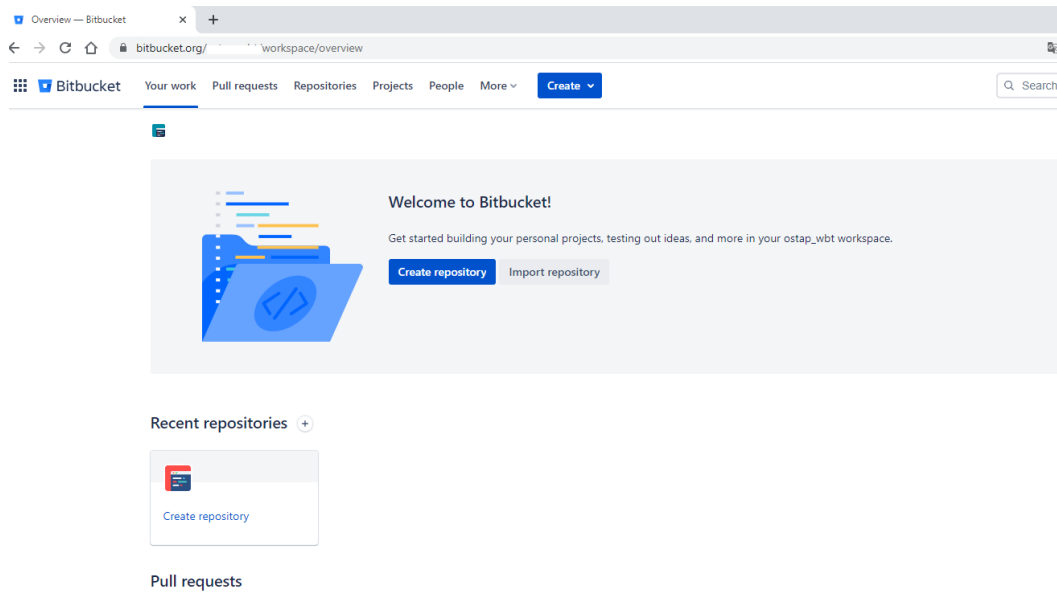 Overview — Bitbucket
bitbucket.org/ /workspace/overview
Bitbucket Your work Pull requests Repositories Projects People More Create Search
Welcome to Bitbucket!
Get started building your personal projects, testing out ideas, and more in your ostap_wbt workspace.
Create repository Import repository
Recent repositories
Create repository
Pull requests